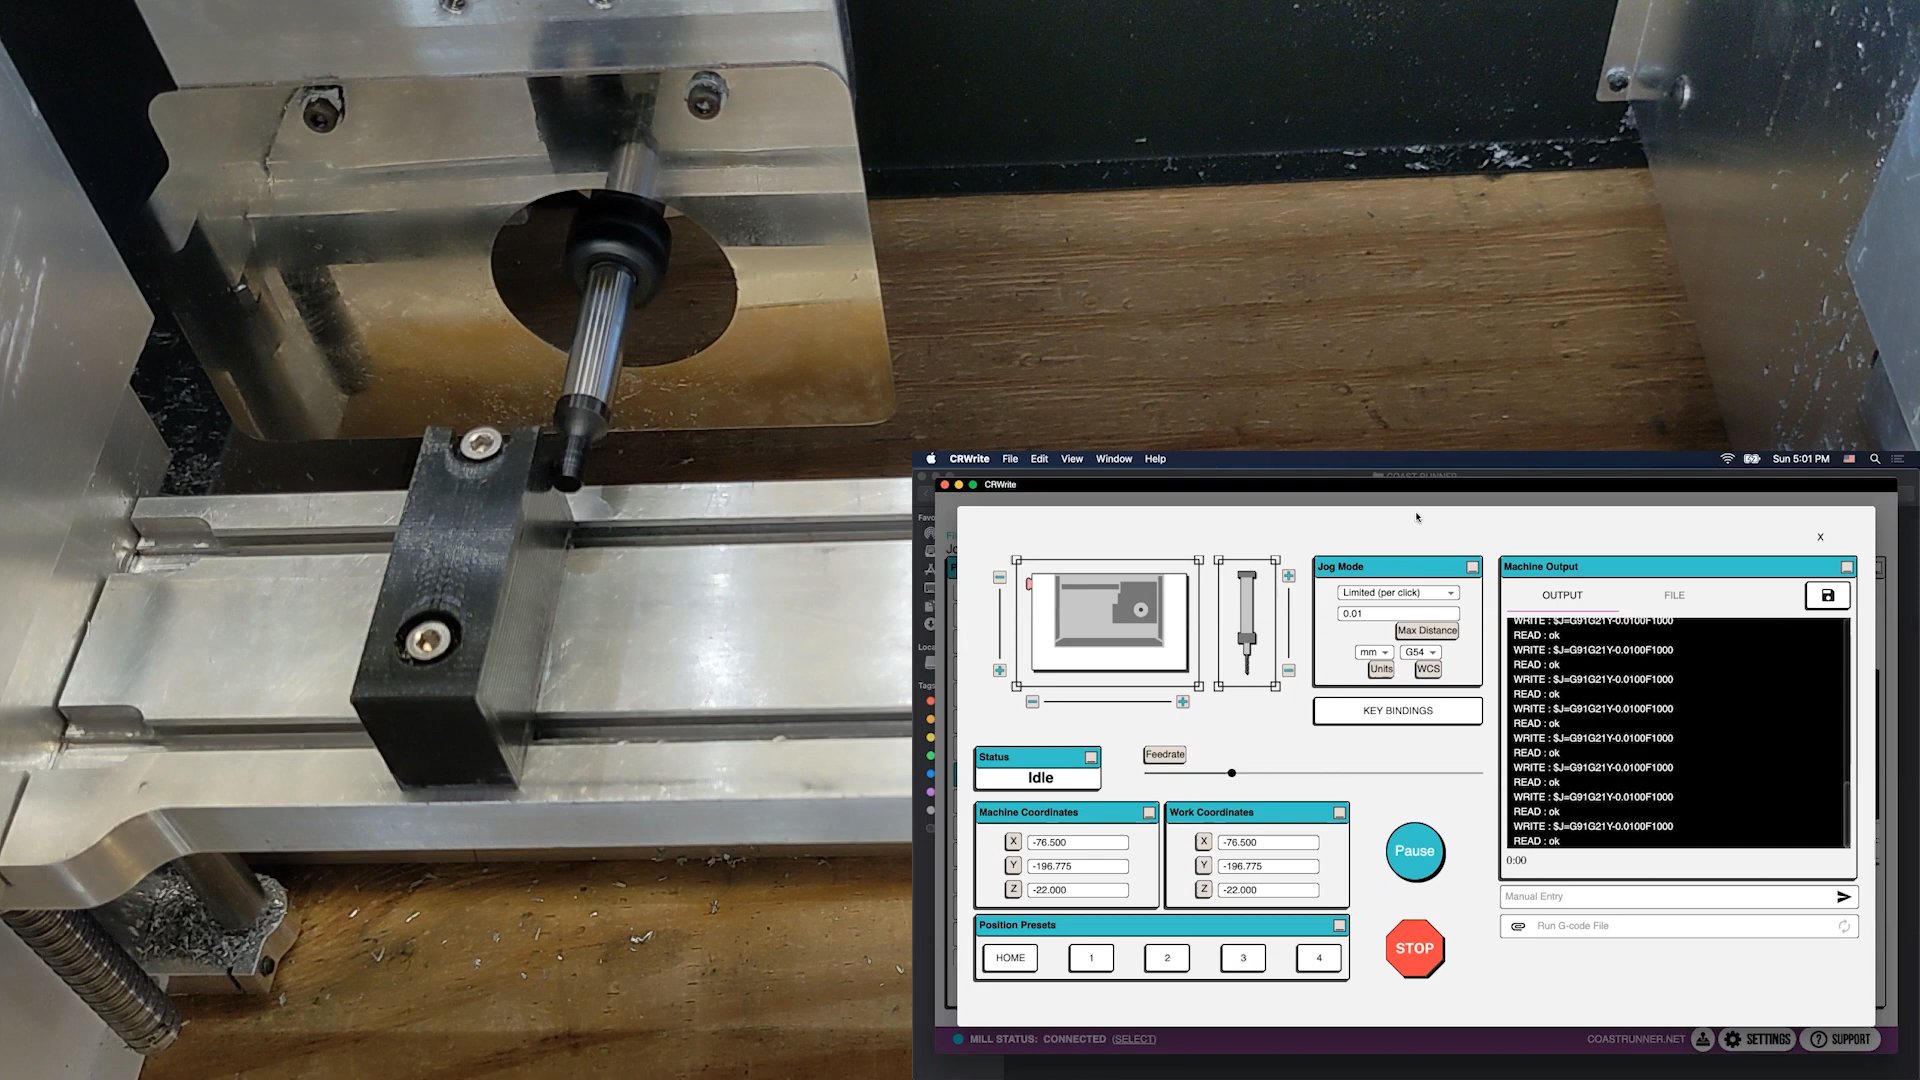 CRWrite File Edit View Window Help
Sun 5:01 PM
COAST RUNNER
CRWrite
Favo
Loca
Tags
X
Jog Mode
Limited (per click)
0.01
Max Distance
mm G54
Units WCS
KEY BINDINGS
Machine Output
OUTPUT FILE
WRITE : $J=G91G21Y-0.0100F1000
READ : ok
WRITE : $J=G91G21Y-0.0100F1000
READ : ok
WRITE : $J=G91G21Y-0.0100F1000
READ : ok
WRITE : $J=G91G21Y-0.0100F1000
READ : ok
WRITE : $J=G91G21Y-0.0100F1000
READ : ok
WRITE : $J=G91G21Y-0.0100F1000
READ : ok
WRITE : $J=G91G21Y-0.0100F1000
READ : ok
WRITE : $J=G91G21Y-0.0100F1000
READ : ok
0:00
Manual Entry
Run G-code File
Status
Idle
Feedrate
Machine Coordinates
X -76.500
Y -196.775
Z -22.000
Work Coordinates
X -76.500
Y -196.775
Z -22.000
Position Presets
HOME 1 2 3 4
Pause
STOP
MILL STATUS: CONNECTED (SELECT)
COASTRUNNER.NET SETTINGS ? SUPPORT